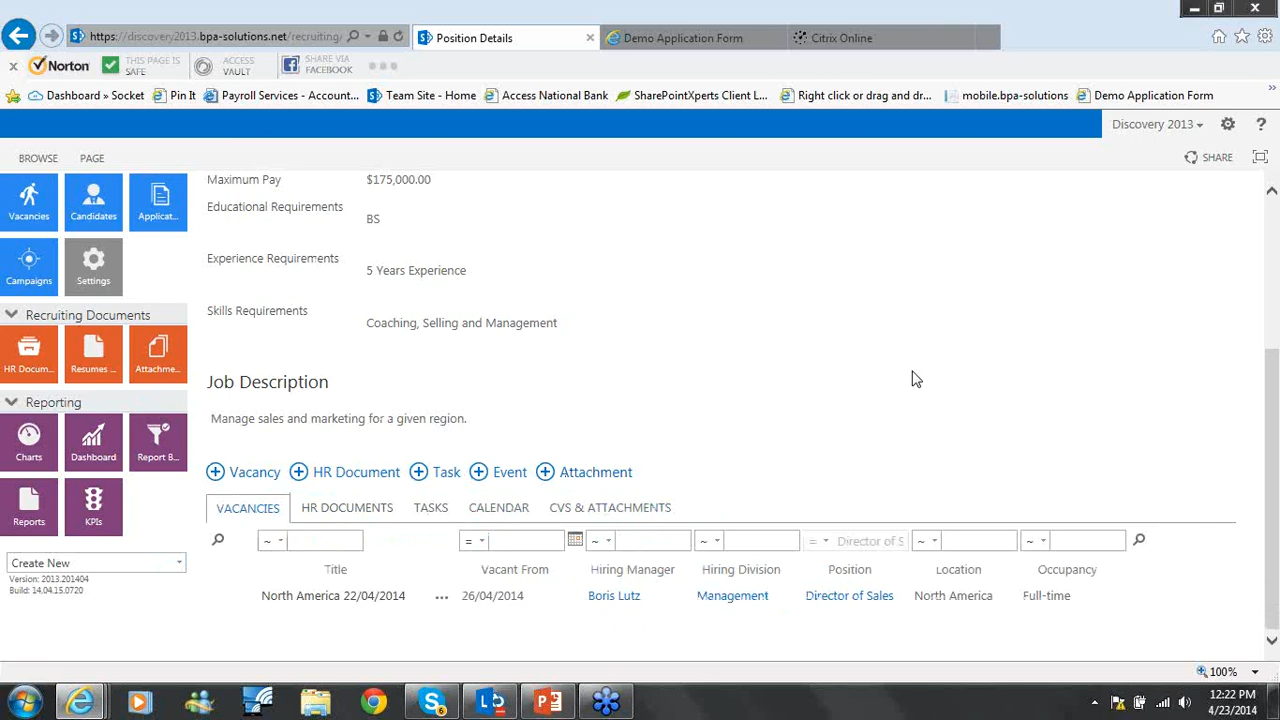 https://discovery2013.bpa-solutions.net/recruiting/
Position Details
Demo Application Form
Citrix Online
Norton
THIS PAGE IS SAFE
ACCESS VAULT
SHARE VIA FACEBOOK
Dashboard » Socket
Pin It
Payroll Services - Account...
Team Site - Home
Access National Bank
SharePointXperts Client L...
Right click or drag and dr...
mobile.bpa-solutions
Demo Application Form
Discovery 2013
BROWSE
PAGE
SHARE
Vacancies
Candidates
Applicat...
Campaigns
Settings
Recruiting Documents
HR Docum...
Resumes ...
Attachme...
Reporting
Charts
Dashboard
Report B...
Reports
KPIs
Create New
Version: 2013.201404
Build: 14.04.15.0720
Maximum Pay $175,000.00
Educational Requirements
BS
Experience Requirements
5 Years Experience
Skills Requirements
Coaching, Selling and Management
Job Description
Manage sales and marketing for a given region.
Vacancy HR Document Task Event Attachment
VACANCIES HR DOCUMENTS TASKS CALENDAR CVS & ATTACHMENTS
~ = ~ ~ = Director of S ~ ~
Title Vacant From Hiring Manager Hiring Division Position Location Occupancy
North America 22/04/2014 ... 26/04/2014 Boris Lutz Management Director of Sales North America Full-time
100%
12:22 PM
4/23/2014